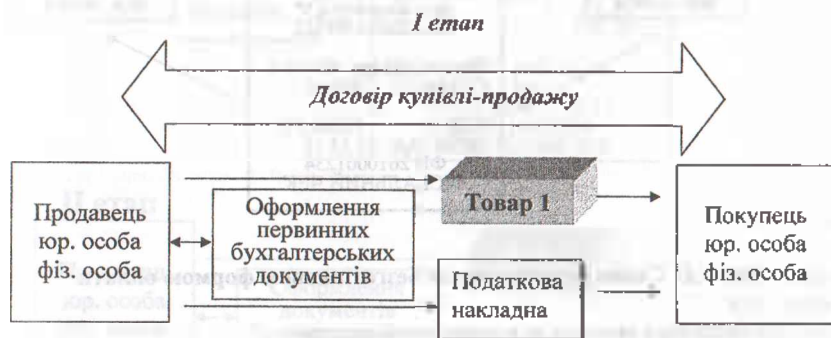 І етап
Договір купівлі-продажу
Продавець
юр. особа
фіз. особа
Оформлення
первинних
бухгалтерських
документів
Товар 1
Податкова
накладна
Покупець
юр. особа
фіз.особа